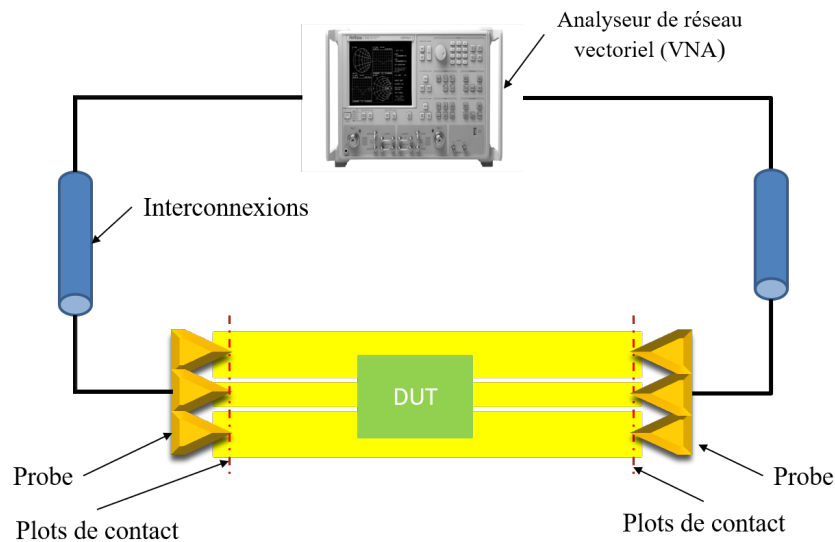 Analyseur de réseau
vectoriel (VNA)
Interconnexions
DUT
Probe
Probe
Plots de contact
Plots de contact